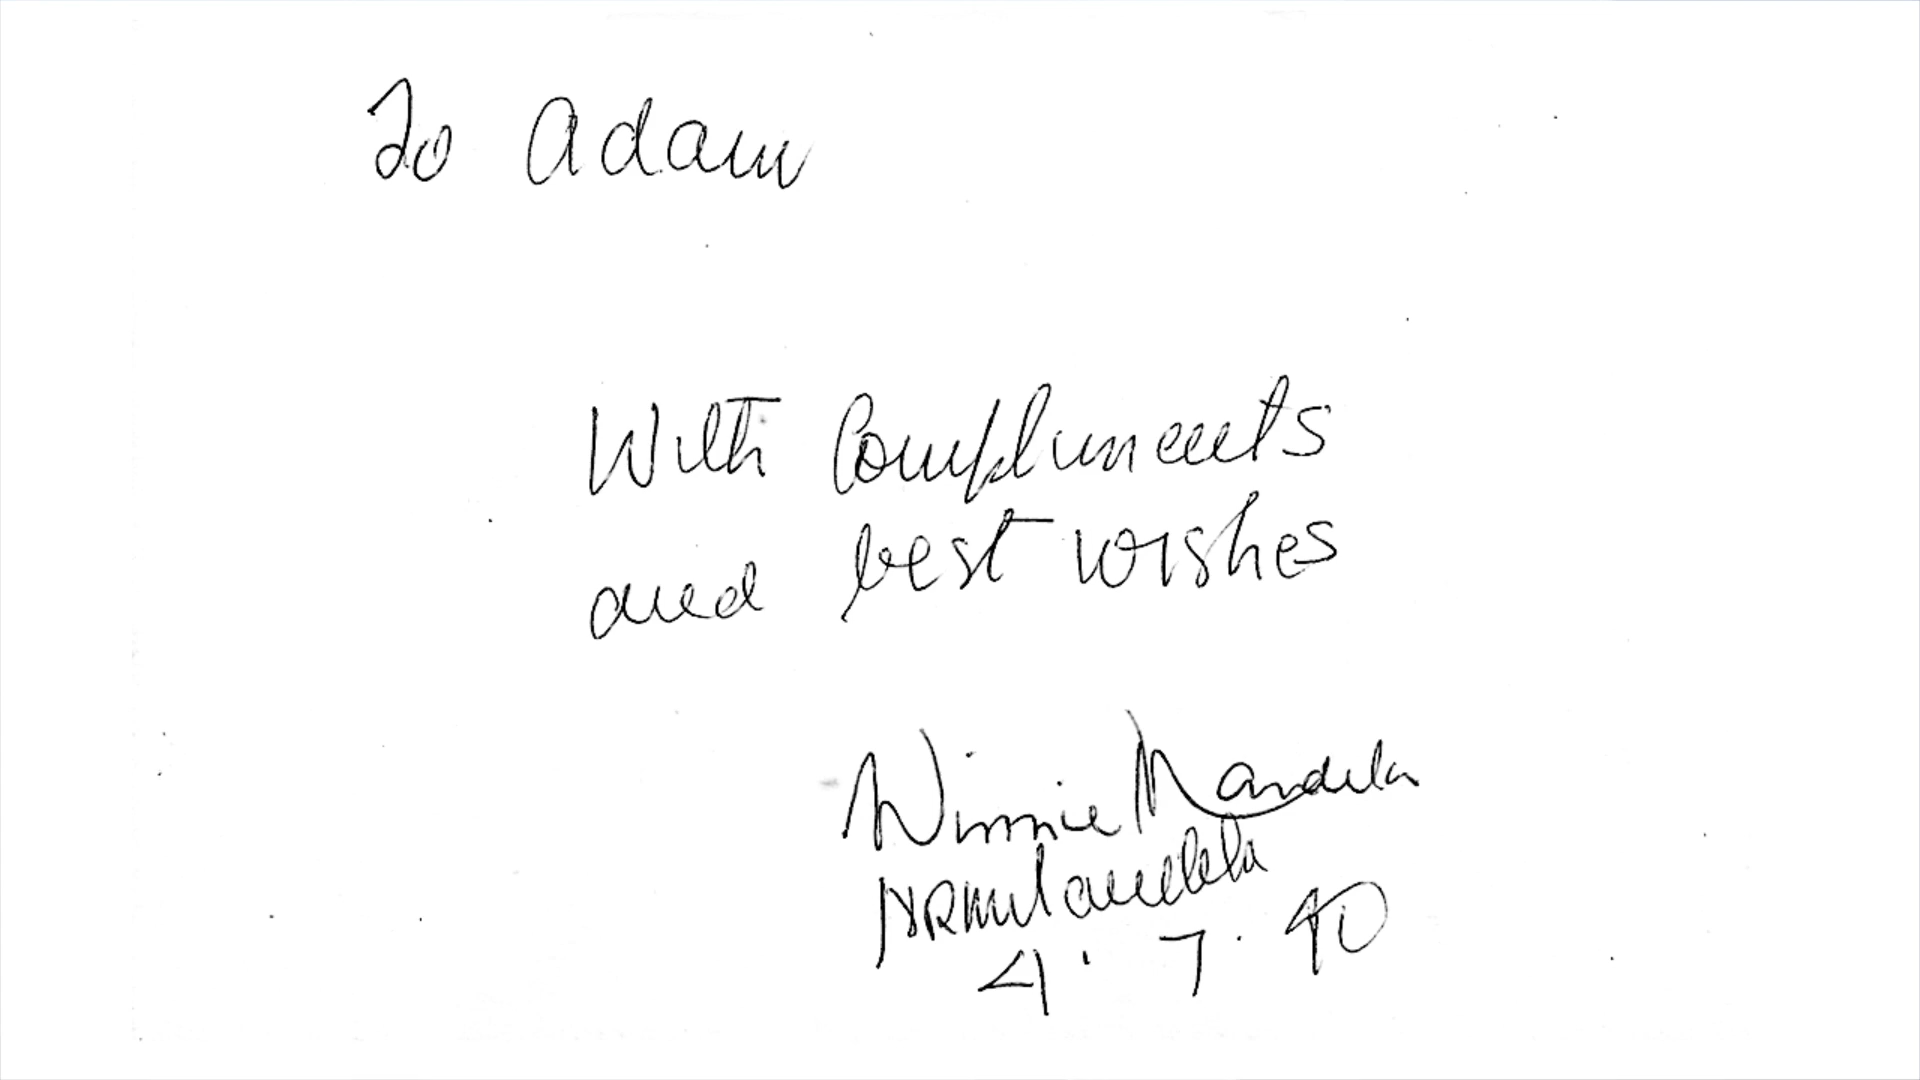 To Adam
With Compliments
and best wishes
Winnie Mandela
NRMandela
4. 7. 90